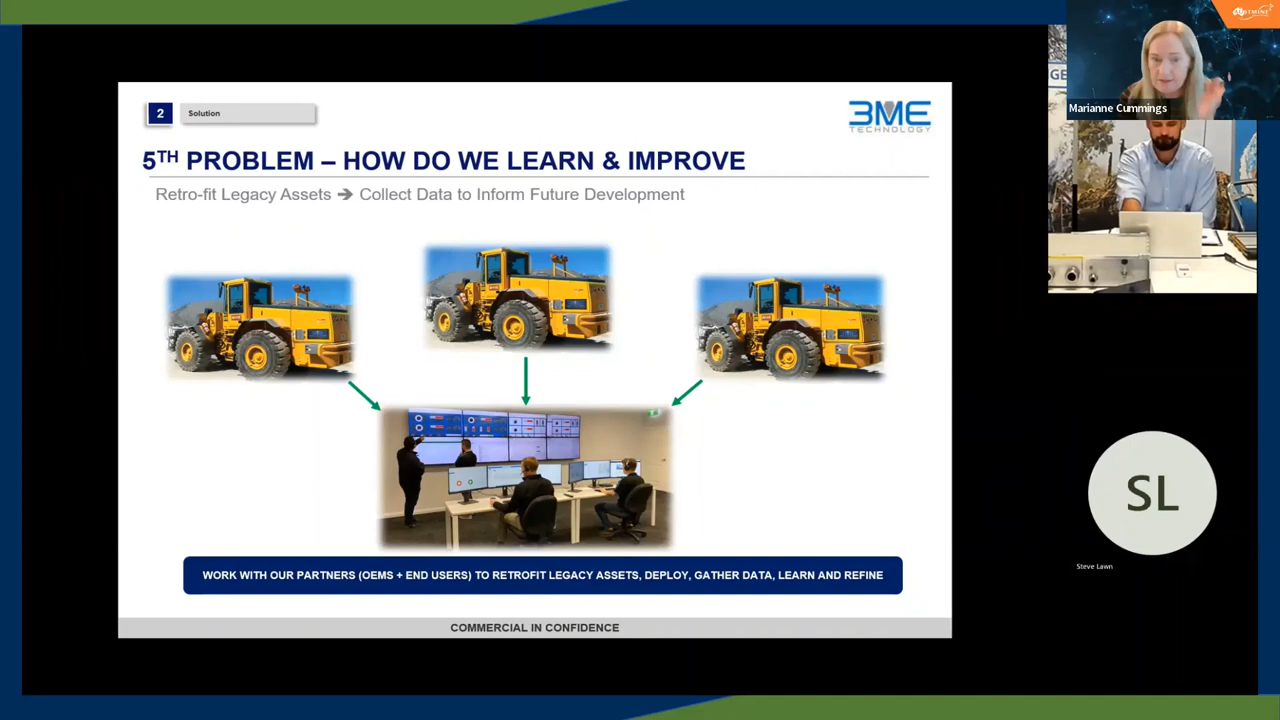 2
Solution
3ME
TECHNOLOGY
5TH PROBLEM – HOW DO WE LEARN & IMPROVE
Retro-fit Legacy Assets ➔ Collect Data to Inform Future Development
WORK WITH OUR PARTNERS (OEMS + END USERS) TO RETROFIT LEGACY ASSETS, DEPLOY, GATHER DATA, LEARN AND REFINE
COMMERCIAL IN CONFIDENCE
AUSTMINE
GE
Marianne Cummings
SL
Steve Lawn